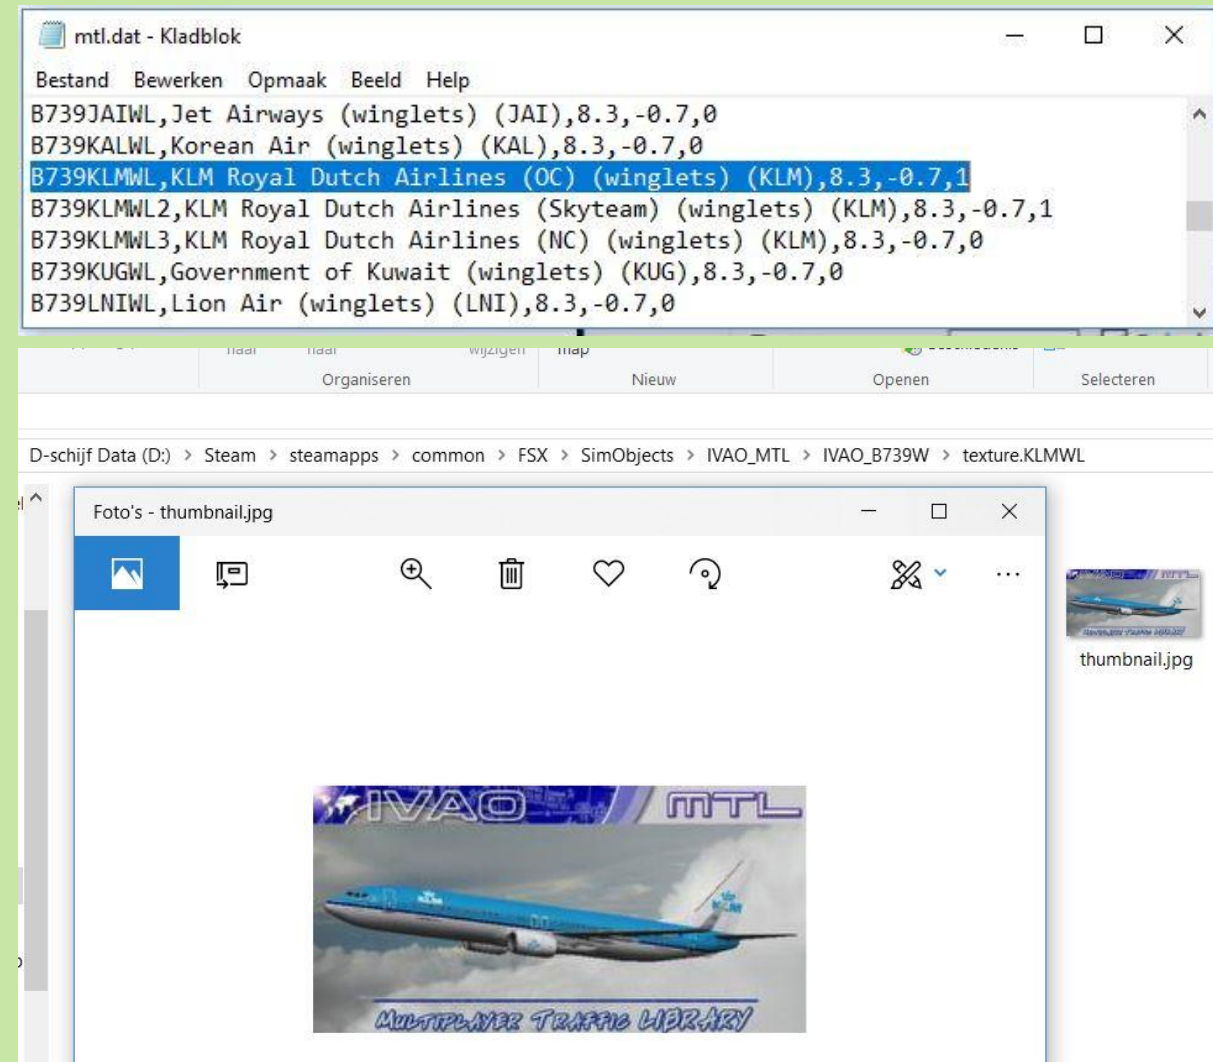 mtl.dat - Kladblok
Bestand Bewerken Opmaak Beeld Help
B739JAIWL,Jet Airways (winglets) (JAI),8.3,-0.7,0
B739KALWL,Korean Air (winglets) (KAL),8.3,-0.7,0
B739KLMWL,KLM Royal Dutch Airlines (OC) (winglets) (KLM),8.3,-0.7,1
B739KLMWL2,KLM Royal Dutch Airlines (Skyteam) (winglets) (KLM),8.3,-0.7,1
B739KLMWL3,KLM Royal Dutch Airlines (NC) (winglets) (KLM),8.3,-0.7,0
B739KUGWL,Government of Kuwait (winglets) (KUG),8.3,-0.7,0
B739LNIWL,Lion Air (winglets) (LNI),8.3,-0.7,0
naar naar wijzigen map
Organiseren Nieuw Openen Selecteren
D-schijf Data (D:) > Steam > steamapps > common > FSX > SimObjects > IVAO_MTL > IVAO_B739W > texture.KLMWL
Foto's - thumbnail.jpg
thumbnail.jpg
IVAO MTL
KLM
MULTIPLAYER TRAFFIC LIBRARY